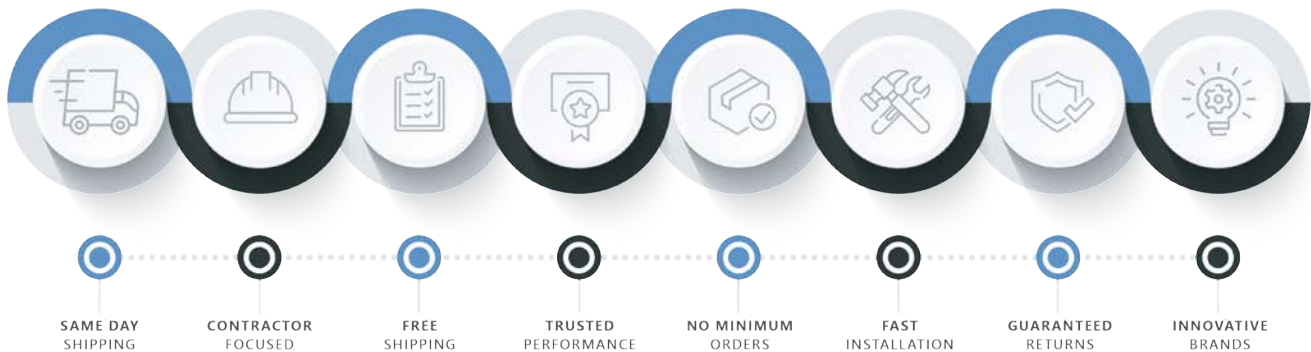 SAME DAY
SHIPPING
CONTRACTOR
FOCUSED
FREE
SHIPPING
TRUSTED
PERFORMANCE
NO MINIMUM
ORDERS
FAST
INSTALLATION
GUARANTEED
RETURNS
INNOVATIVE
BRANDS